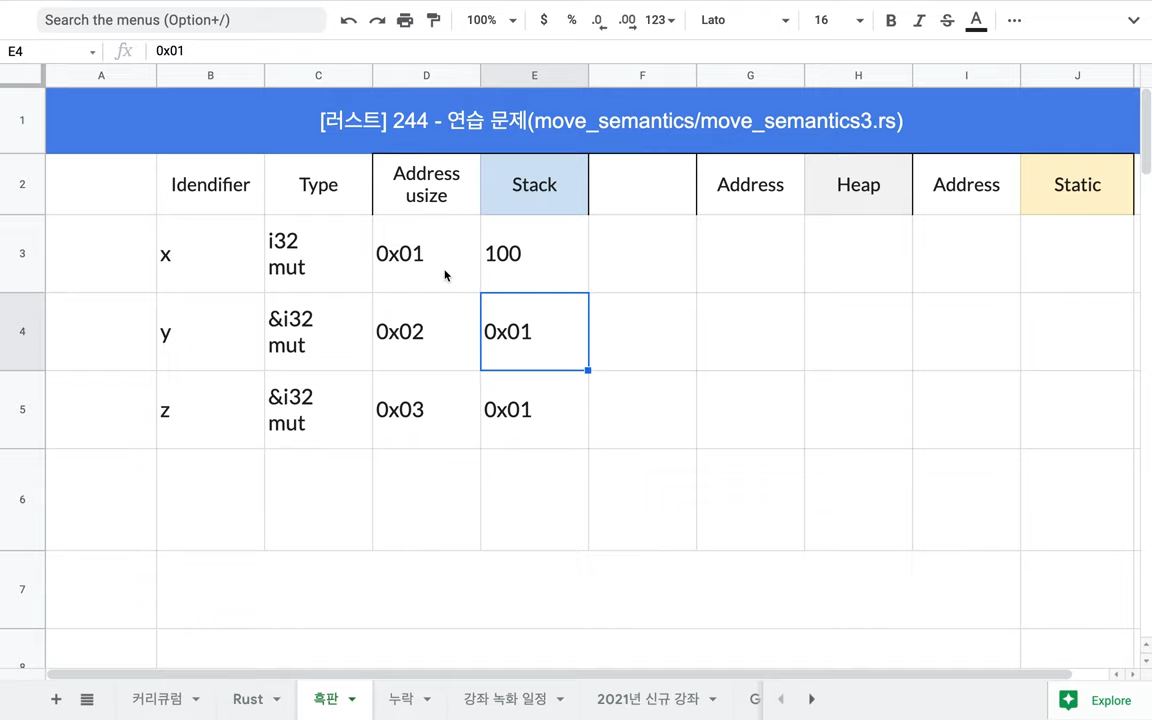 Search the menus (Option+/)
100% $ % .0 .00 123 Lato 16 B I S A ...
E4 fx 0x01
A B C D E F G H I J
1 [러스트] 244 - 연습 문제(move_semantics/move_semantics3.rs)
2 Idendifier Type Address usize Stack Address Heap Address Static
3 x i32 mut 0x01 100
4 y &i32 mut 0x02 0x01
5 z &i32 mut 0x03 0x01
6
7
8
+ 커리큘럼 Rust 흑판 누락 강좌 녹화 일정 2021년 신규 강좌 G Explore